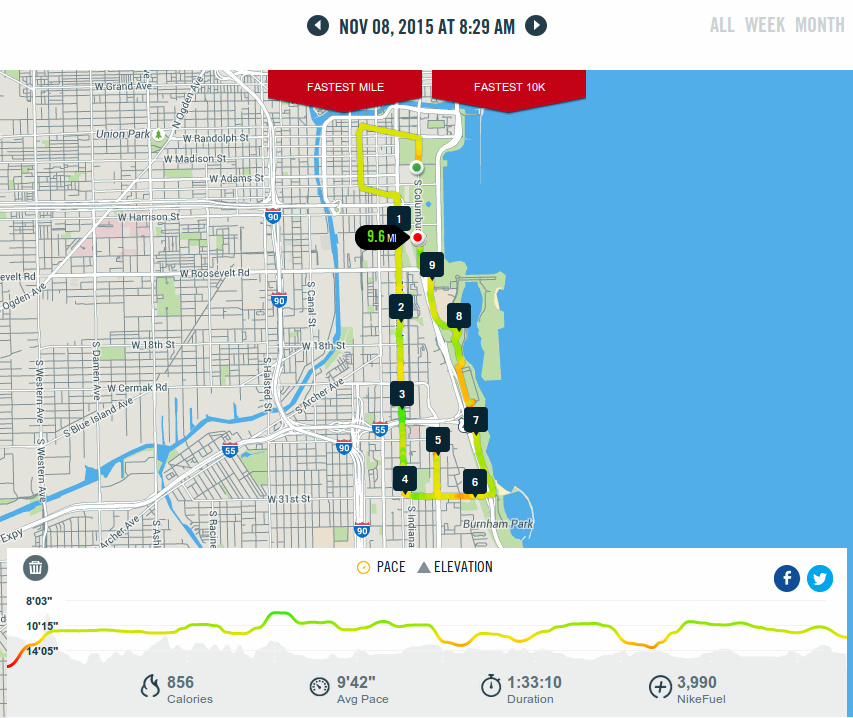 NOV 08, 2015 AT 8:29 AM
ALL WEEK MONTH
FASTEST MILE
FASTEST 10K
W Grand Ave
N Ogden Ave
Union Park
W Randolph St
W Madison St
W Adams St
S Columbus
W Harrison St
90
1
9.6 MI
9
evelt Rd
W Roosevelt Rd
Ogden Ave
90
S Canal St
2
8
W 18th St
W 18th St
S Western Ave
S Damen Ave
S Halsted St
W Cermak Rd
S Archer Ave
3
S Blue Island Ave
7
55
5
90
55
S Western Ave
4
6
W 31st St
S Indiana
S Racine
S Ashl
Archer Ave
Expy
90
Burnham Park
PACE
ELEVATION
8'03"
10'15"
14'05"
856
Calories
9'42"
Avg Pace
1:33:10
Duration
3,990
NikeFuel